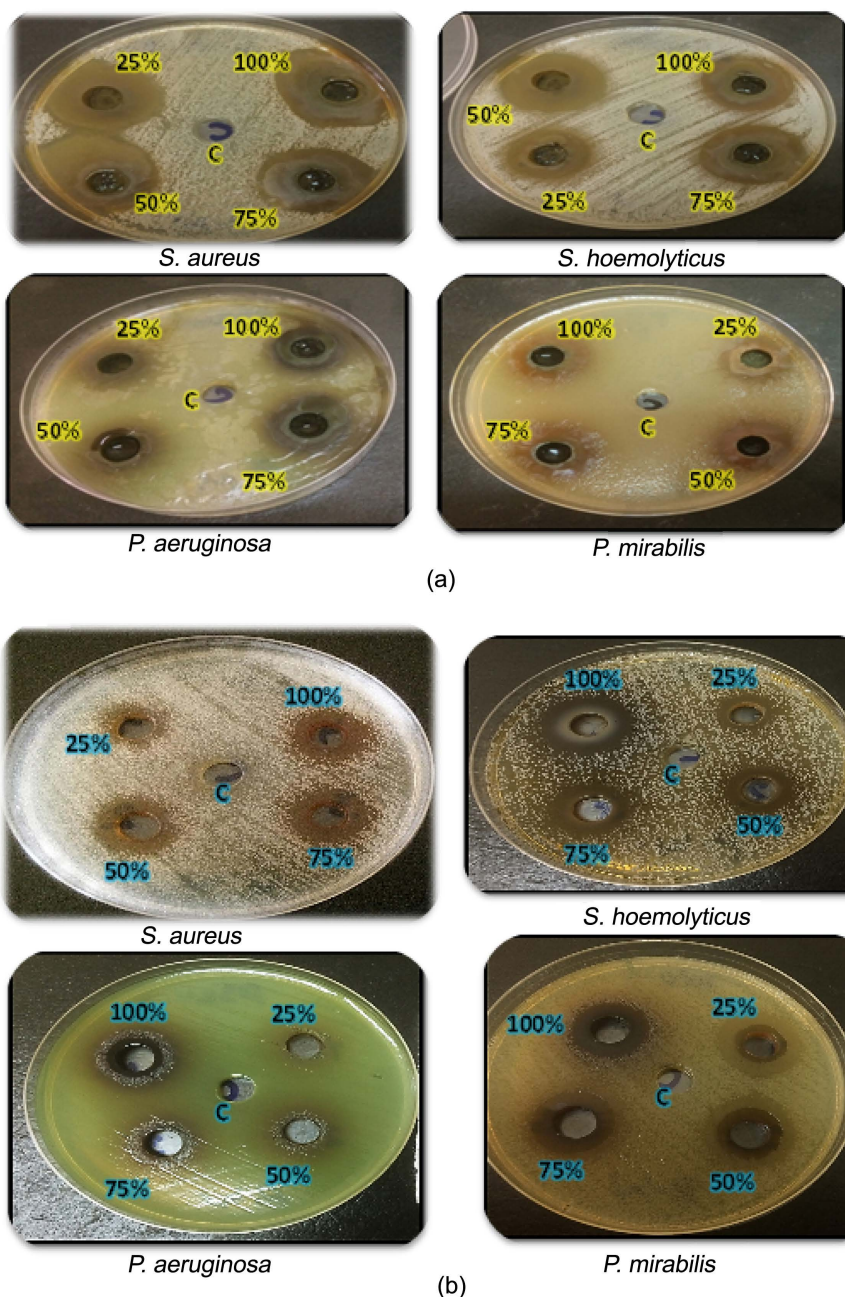 25% 100%
C
50% 75%
S. aureus
100%
50%
C
25% 75%
S. hoemolyticus
25% 100%
C
50%
75%
P. aeruginosa
100% 25%
75% C
50%
P. mirabilis
(a)
100%
25%
C
50% 75%
S. aureus
100% 25%
C
75% 50%
S. hoemolyticus
100% 25%
C
75% 50%
P. aeruginosa
100% 25%
C
75% 50%
P. mirabilis
(b)